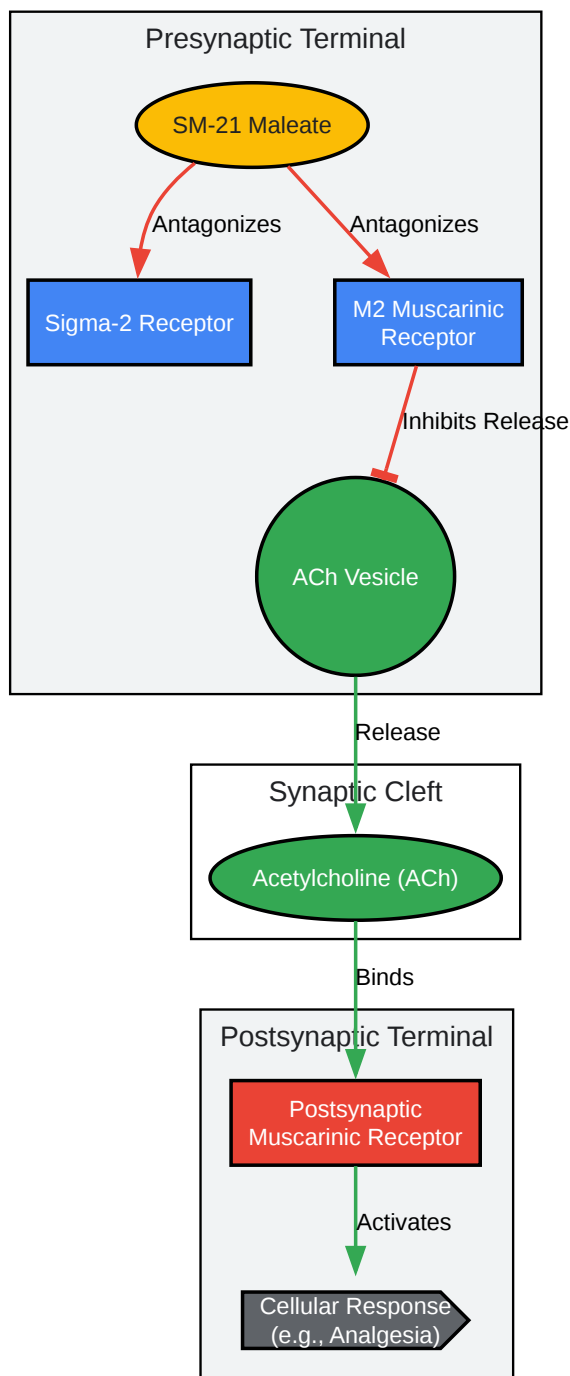 Presynaptic Terminal
SM-21 Maleate
Antagonizes
Antagonizes
Sigma-2 Receptor
M2 Muscarinic
Receptor
Inhibits Release
ACh Vesicle
Release
Synaptic Cleft
Acetylcholine (ACh)
Binds
Postsynaptic Terminal
Postsynaptic
Muscarinic Receptor
Activates
Cellular Response
(e.g., Analgesia)